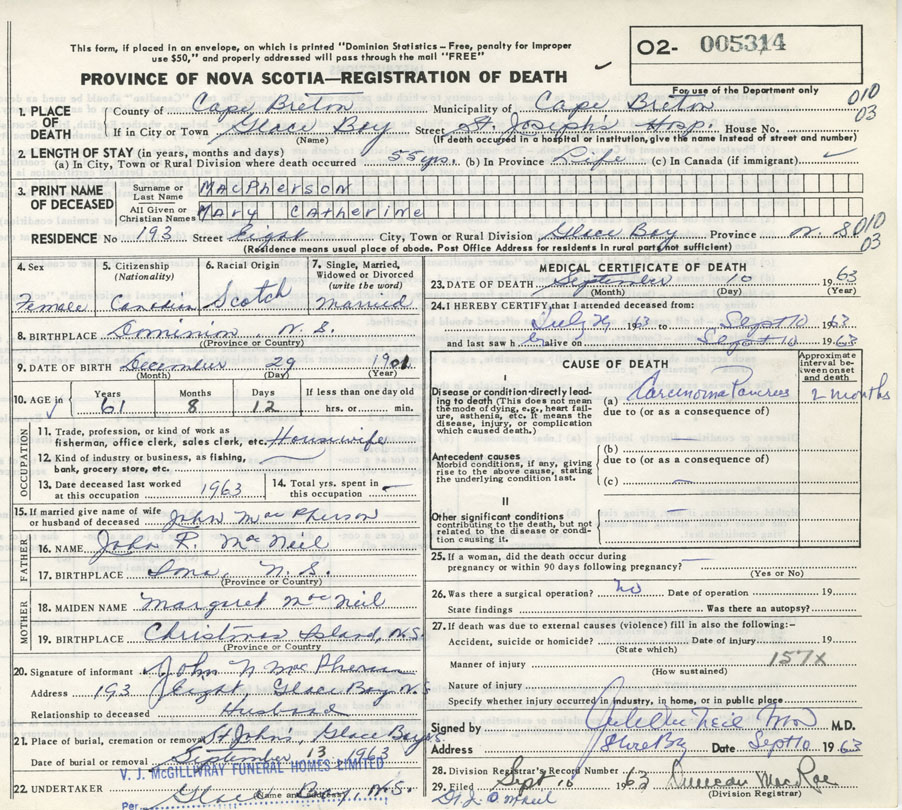 This form, if placed in an envelope, on which is printed "Dominion Statistics – Free, penalty for improper
use $50," and properly addressed will pass through the mail "FREE"
02- 005314
For use of the Department only
PROVINCE OF NOVA SCOTIA—REGISTRATION OF DEATH
010
03
1. PLACE OF DEATH
County of Cape Breton Municipality of Cape Breton
If in City or Town Glace Bay Street St. Joseph's Hosp. House No.
(Name) (If death occurred in a hospital or institution, give the name instead of street and number)
2. LENGTH OF STAY (in years, months and days)
(a) In City, Town or Rural Division where death occurred 55 yrs. (b) In Province Life (c) In Canada (if immigrant)
3. PRINT NAME OF DECEASED
Surname or Last Name MacPherson
All Given or Christian Names Mary Catherine
RESIDENCE No 193 Street Eight City, Town or Rural Division Glace Bay Province N. S
010
03
(Residence means usual place of abode. Post Office Address for residents in rural parts not sufficient)
4. Sex Female
5. Citizenship (Nationality) Canadian
6. Racial Origin Scotch
7. Single, Married, Widowed or Divorced (write the word) Married
8. BIRTHPLACE Dominion, N. S.
(Province or Country)
9. DATE OF BIRTH December 29 1901
(Month) (Day) (Year)
10. AGE in Years Months Days If less than one day old
61 8 12 hrs. or min.
OCCUPATION
11. Trade, profession, or kind of work as
fisherman, office clerk, sales clerk, etc. Housewife
12. Kind of industry or business, as fishing,
bank, grocery store, etc.
13. Date deceased last worked at this occupation 1963
14. Total yrs. spent in this occupation –
15. If married give name of wife
or husband of deceased John MacPherson
FATHER
16. NAME John R. MacNeil
17. BIRTHPLACE Iona, N. S.
(Province or Country)
MOTHER
18. MAIDEN NAME Margaret MacNeil
19. BIRTHPLACE Christmas Island, N.S.
(Province or Country)
20. Signature of informant John N MacPherson
Address 193 Eight Glace Bay N.S
Relationship to deceased Husband
21. Place of burial, cremation or removal St John's, Glace Bay
Date of burial or removal September 13 1963
V. J. McGILLIVRAY FUNERAL HOMES LIMITED
22. UNDERTAKER Glace Bay, N.S.
(Name and Address)
Per
MEDICAL CERTIFICATE OF DEATH
23. DATE OF DEATH September 10 1963
(Month) (Day) (Year)
24. I HEREBY CERTIFY that I attended deceased from:
July 1963 to Sept 10 1963
and last saw her alive on Sept 10 1963
CAUSE OF DEATH
Approximate interval between onset and death
I
Disease or condition directly leading to death (This does not mean the mode of dying, e.g., heart failure, asthenia, etc. It means the disease, injury, or complication which caused death.)
(a) Carcinoma Pancreas 2 months
due to (or as a consequence of)
Antecedent causes
Morbid conditions, if any, giving rise to the above cause, stating the underlying condition last.
(b) —
due to (or as a consequence of)
(c) —
II
Other significant conditions
contributing to the death, but not related to the disease or condition causing it.
—
25. If a woman, did the death occur during
pregnancy or within 90 days following pregnancy? —
(Yes or No)
26. Was there a surgical operation? no Date of operation 19
State findings Was there an autopsy?
27. If death was due to external causes (violence) fill in also the following:-
Accident, suicide or homicide? Date of injury 19
(State which)
157X
Manner of injury
(How sustained)
Nature of injury
Specify whether injury occurred in industry, in home, or in public place
Signed by M.D.
Address Date Sept 10 1963
28. Division Registrar's Record Number
29. Filed Sept 10 1963 Duncan MacRae
(Division Registrar)